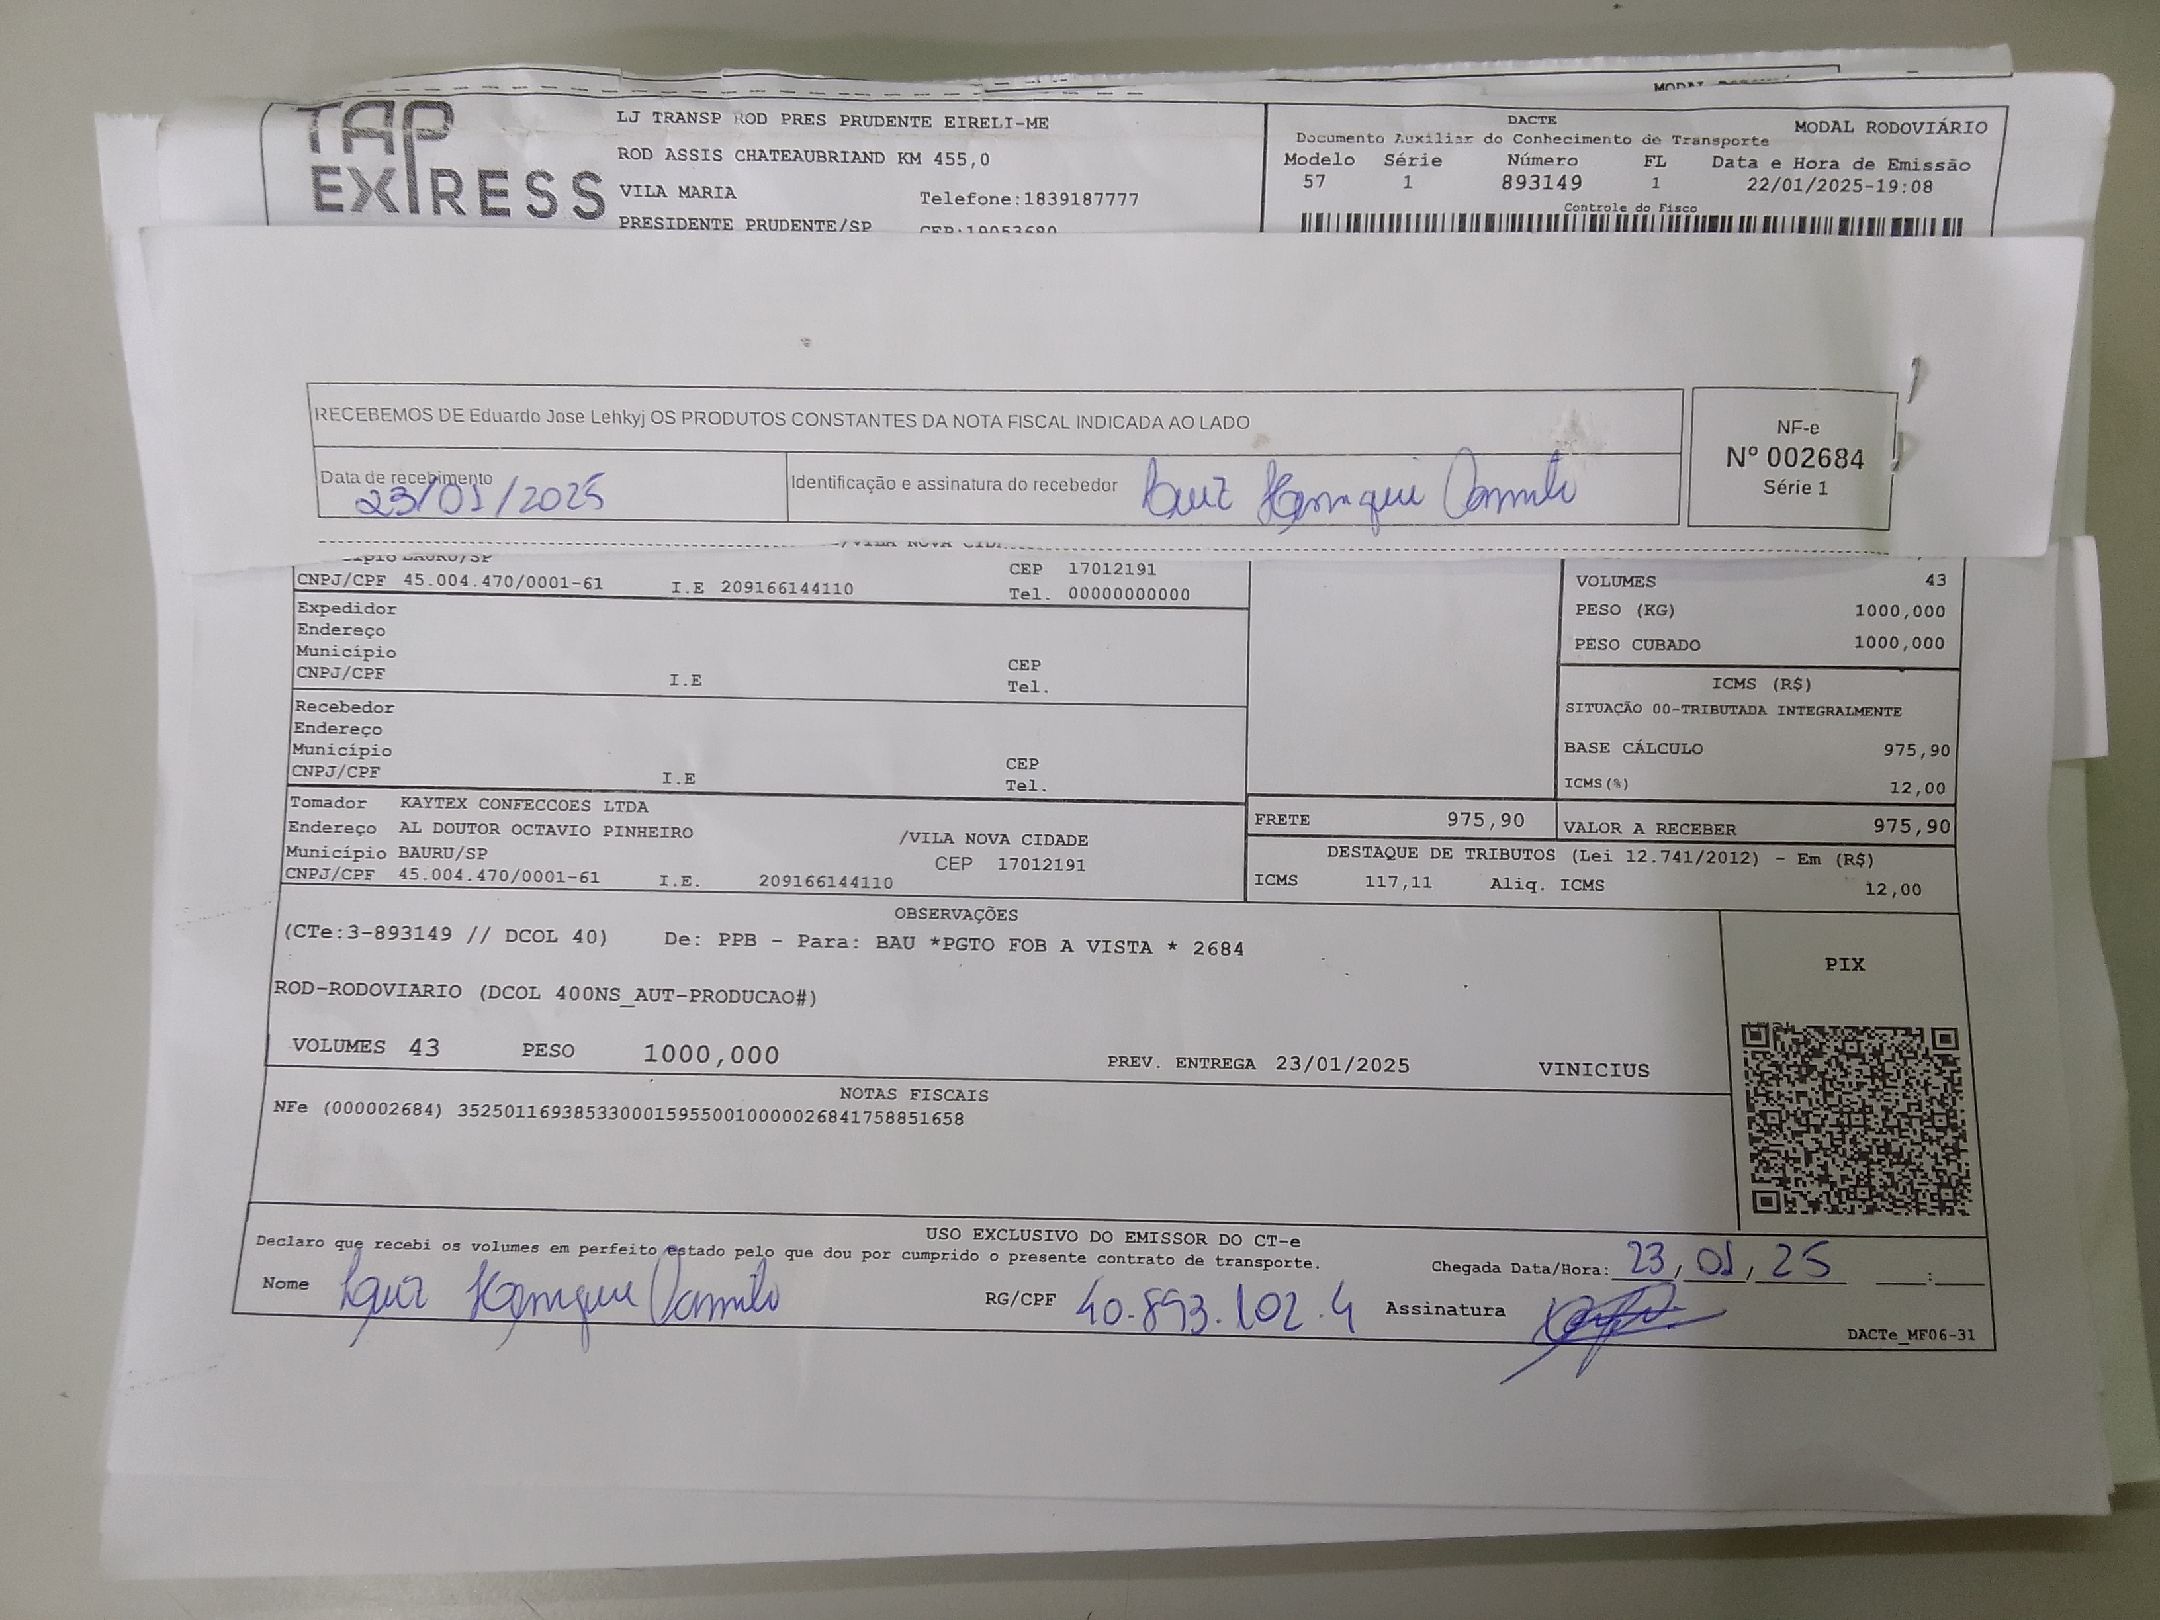 TAP
EXPRESS
LJ TRANSP ROD PRES PRUDENTE EIRELI-ME
ROD ASSIS CHATEAUBRIAND KM 455,0
VILA MARIA Telefone:1839187777
PRESIDENTE PRUDENTE/SP CEP:19053680
DACTE
Documento Auxiliar do Conhecimento de Transporte MODAL RODOVIÁRIO
Modelo Série Número FL Data e Hora de Emissão
57 1 893149 1 22/01/2025-19:08
Controle do Fisco
RECEBEMOS DE Eduardo Jose Lehkyj OS PRODUTOS CONSTANTES DA NOTA FISCAL INDICADA AO LADO
Data de recebimento 23/01/2025
Identificação e assinatura do recebedor Luiz Henrique Camilo
NF-e
Nº 002684
Série 1
BAURU/SP
CNPJ/CPF 45.004.470/0001-61 I.E 209166144110
CEP 17012191
Tel. 00000000000
Expedidor
Endereço
Município
CNPJ/CPF I.E
CEP
Tel.
Recebedor
Endereço
Município
CNPJ/CPF I.E
CEP
Tel.
Tomador KAYTEX CONFECCOES LTDA
Endereço AL DOUTOR OCTAVIO PINHEIRO /VILA NOVA CIDADE
Município BAURU/SP CEP 17012191
CNPJ/CPF 45.004.470/0001-61 I.E. 209166144110
VOLUMES 43
PESO (KG) 1000,000
PESO CUBADO 1000,000
ICMS (R$)
SITUAÇÃO 00-TRIBUTADA INTEGRALMENTE
BASE CÁLCULO 975,90
ICMS(%) 12,00
FRETE 975,90 VALOR A RECEBER 975,90
DESTAQUE DE TRIBUTOS (Lei 12.741/2012) - Em (R$)
ICMS 117,11 Aliq. ICMS 12,00
OBSERVAÇÕES
(CTe:3-893149 // DCOL 40) De: PPB - Para: BAU *PGTO FOB A VISTA * 2684
ROD-RODOVIARIO (DCOL 400NS_AUT-PRODUCAO#)
VOLUMES 43 PESO 1000,000 PREV. ENTREGA 23/01/2025 VINICIUS
PIX
NOTAS FISCAIS
NFe (000002684) 35250116938533000159550010000026841758851658
USO EXCLUSIVO DO EMISSOR DO CT-e
Declaro que recebi os volumes em perfeito estado pelo que dou por cumprido o presente contrato de transporte.
Chegada Data/Hora: 23/01/25 __:__
Nome Luiz Henrique Camilo RG/CPF 40.893.102.4 Assinatura
DACTe_MF06-31